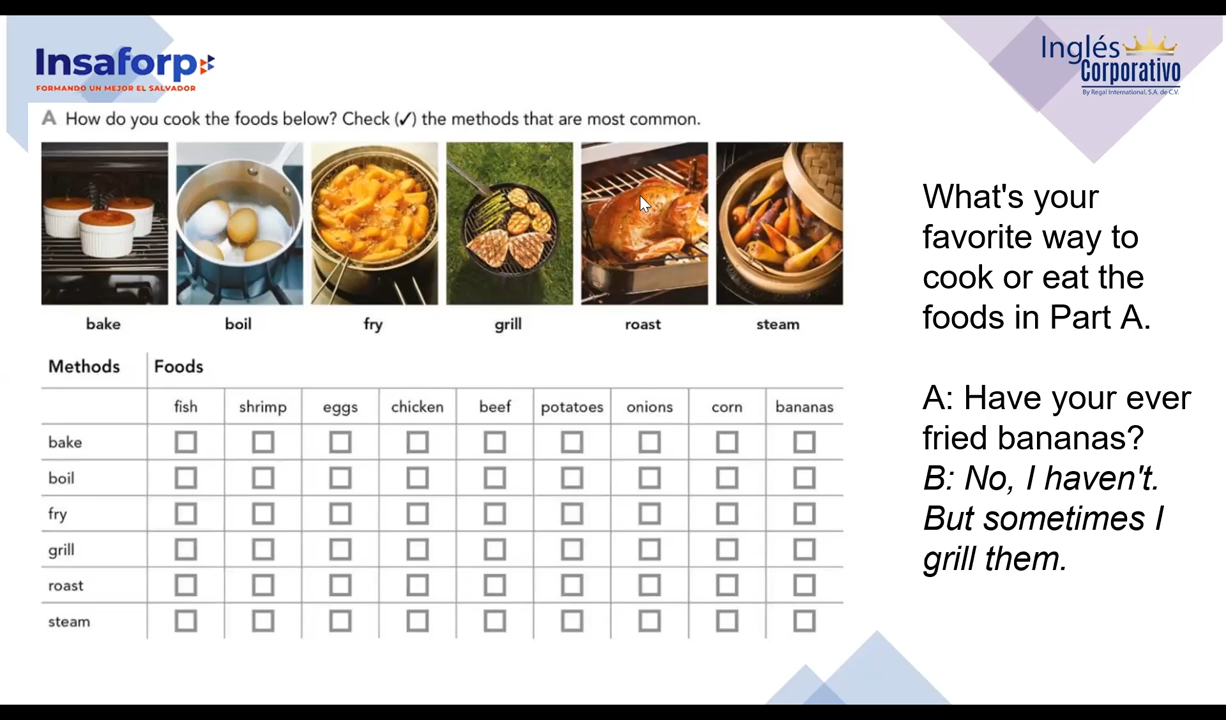 Insaforp
FORMANDO UN MEJOR EL SALVADOR
Inglés
Corporativo
By Regal International, S.A. de C.V.
A How do you cook the foods below? Check (✓) the methods that are most common.
bake boil fry grill roast steam
Methods Foods
fish shrimp eggs chicken beef potatoes onions corn bananas
bake
boil
fry
grill
roast
steam
What's your
favorite way to
cook or eat the
foods in Part A.
A: Have your ever
fried bananas?
B: No, I haven't.
But sometimes I
grill them.